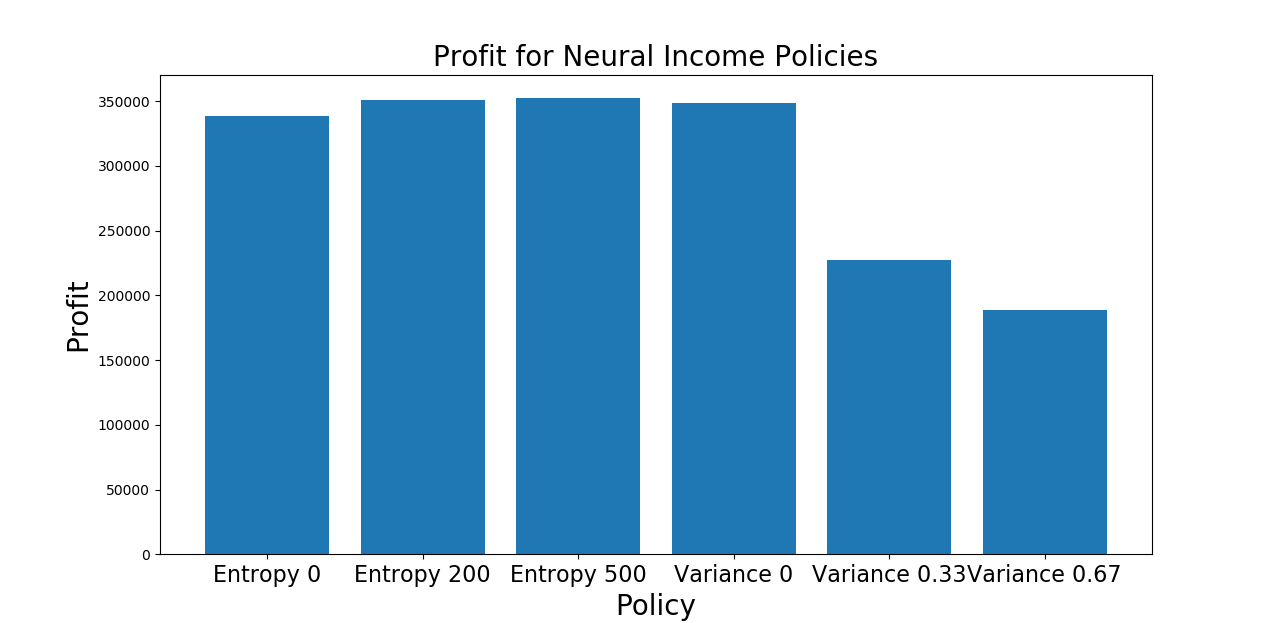 Profit for Neural Income Policies
Profit
350000
300000
250000
200000
150000
100000
50000
0
Entropy 0 Entropy 200 Entropy 500 Variance 0 Variance 0.33 Variance 0.67
Policy